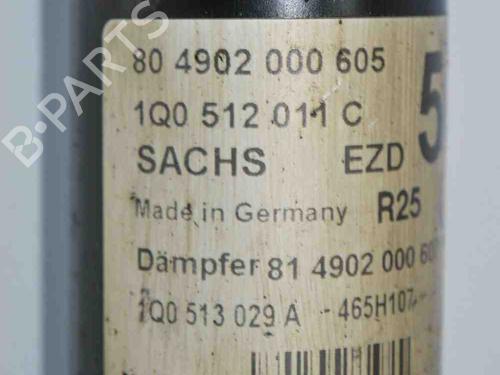 80 4902 000 605
1Q0 512 011 C
SACHS EZD
Made in Germany R25
Dämpfer 81 4902 000
1Q0 513 029 A - 465H107 -
B-PARTS